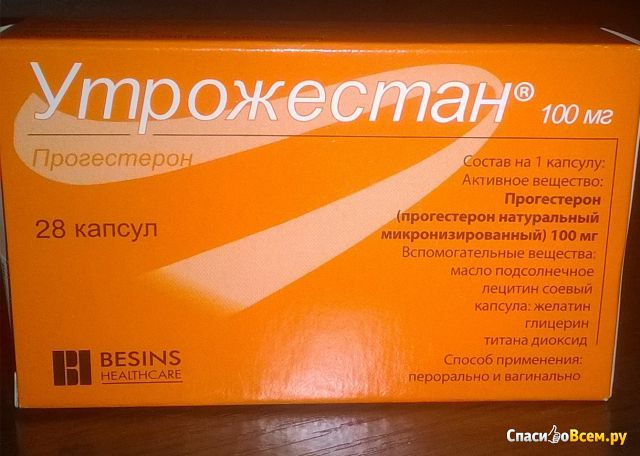 Утрожестан® 100 мг
Прогестерон
28 капсул
Состав на 1 капсулу:
Активное вещество:
Прогестерон
(прогестерон натуральный
микронизированный) 100 мг
Вспомогательные вещества:
масло подсолнечное
лецитин соевый
капсула: желатин
глицерин
титана диоксид
Способ применения:
перорально и вагинально
BESINS
HEALTHCARE
СпасибоВсем.ру